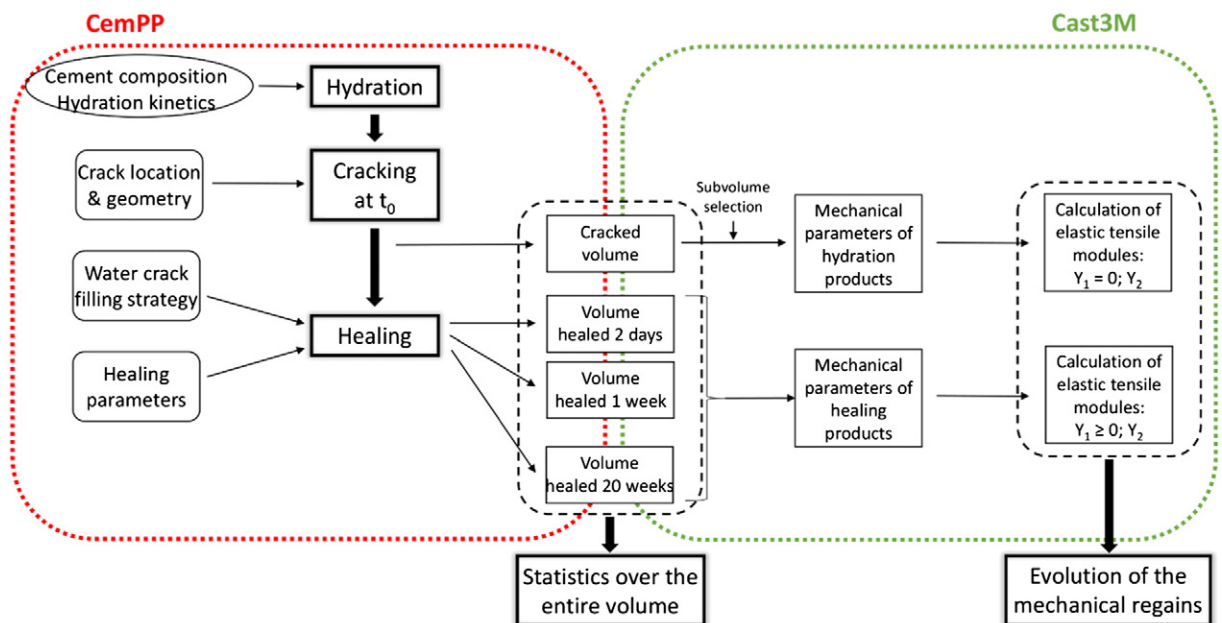 CemPP
Cast3M
Cement composition
Hydration kinetics
Hydration
Crack location
& geometry
Cracking
at t₀
Water crack
filling strategy
Healing
Healing
parameters
Cracked
volume
Volume
healed 2 days
Volume
healed 1 week
Volume
healed 20 weeks
Subvolume
selection
Mechanical
parameters of
hydration
products
Calculation of
elastic tensile
modules:
Y₁ = 0; Y₂
Mechanical
parameters of
healing
products
Calculation of
elastic tensile
modules:
Y₁ ≥ 0; Y₂
Statistics over the
entire volume
Evolution of the
mechanical regains